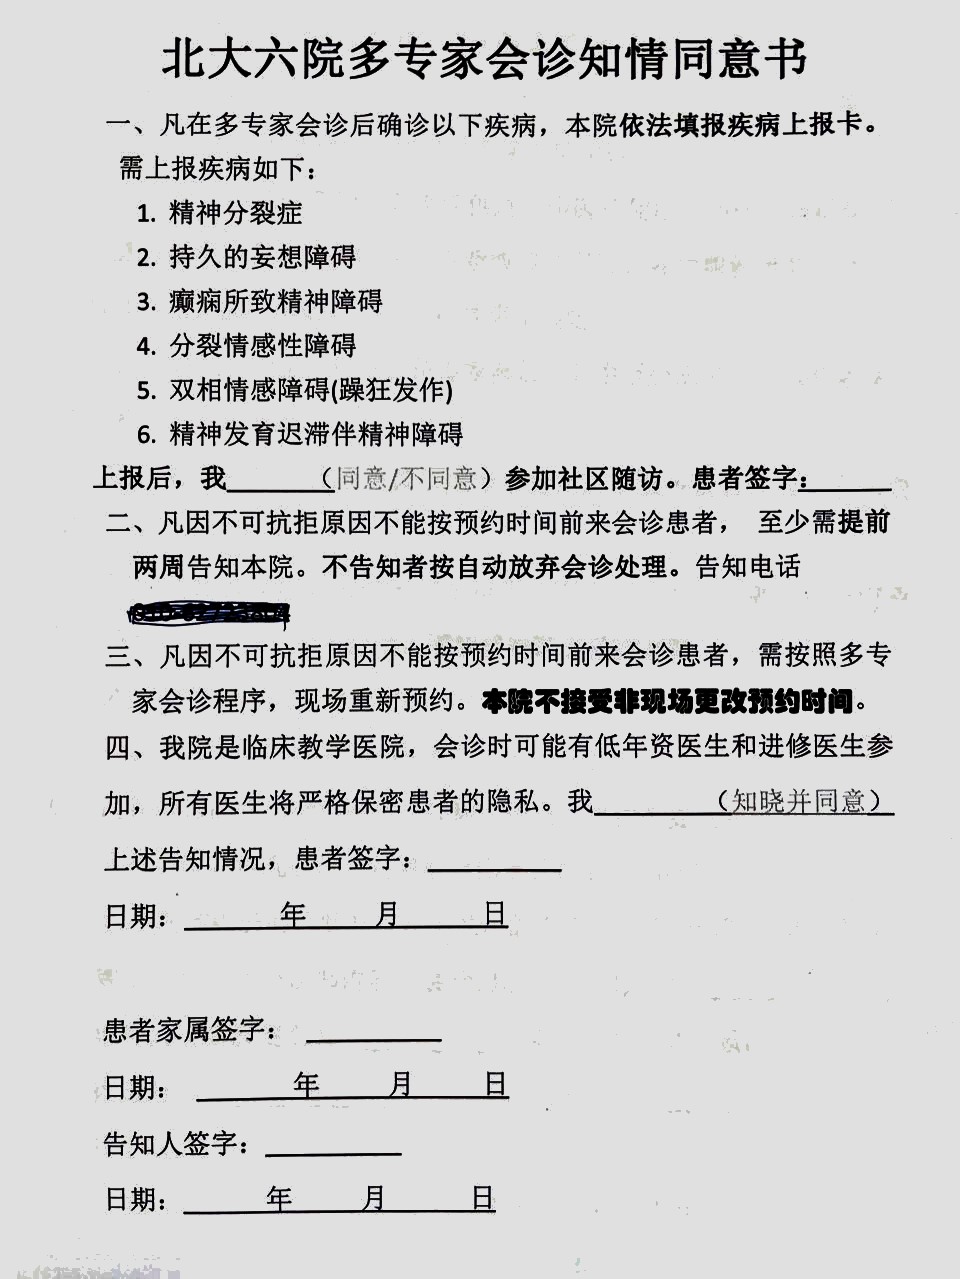 北大六院多专家会诊知情同意书
一、凡在多专家会诊后确诊以下疾病，本院依法填报疾病上报卡。
需上报疾病如下：
1. 精神分裂症
2. 持久的妄想障碍
3. 癫痫所致精神障碍
4. 分裂情感性障碍
5. 双相情感障碍(躁狂发作)
6. 精神发育迟滞伴精神障碍
上报后，我______（同意/不同意）参加社区随访。患者签字：______
二、凡因不可抗拒原因不能按预约时间前来会诊患者， 至少需提前
两周告知本院。不告知者按自动放弃会诊处理。告知电话
三、凡因不可抗拒原因不能按预约时间前来会诊患者，需按照多专
家会诊程序，现场重新预约。本院不接受非现场更改预约时间。
四、我院是临床教学医院，会诊时可能有低年资医生和进修医生参
加，所有医生将严格保密患者的隐私。我______（知晓并同意）
上述告知情况，患者签字：______
日期：______年______月______日
患者家属签字：______
日期：______年______月______日
告知人签字：______
日期：______年______月______日